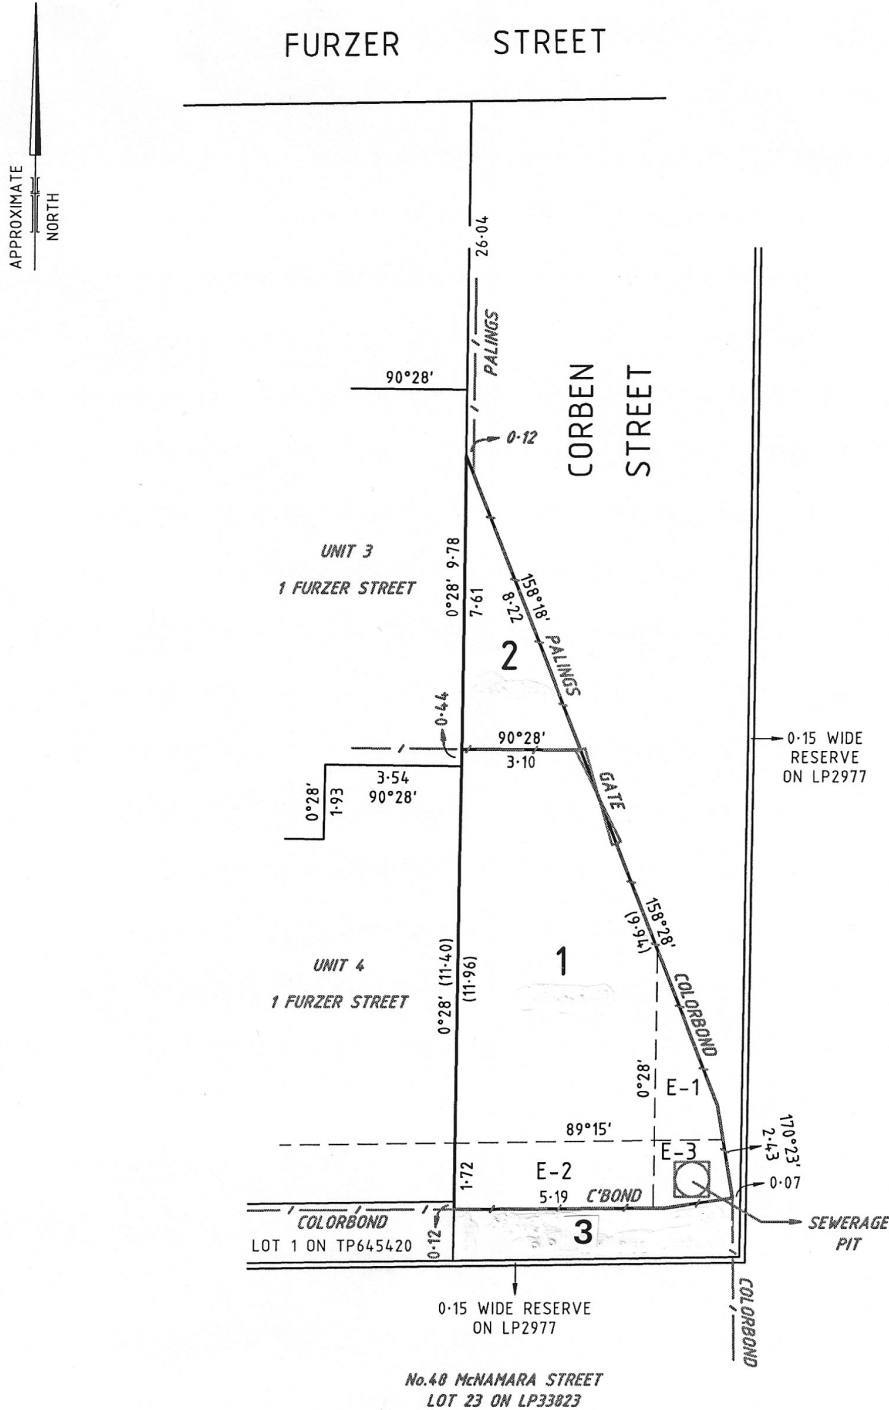 FURZER STREET
APPROXIMATE
NORTH
26·04
PALINGS
CORBEN
STREET
90°28'
0·12
UNIT 3
1 FURZER STREET
0°28' 9·78
7·61
158°18'
8·22
PALINGS
2
0·44
90°28'
3·10
GATE
0·15 WIDE
RESERVE
ON LP2977
3·54
90°28'
0°28'
1·93
158°28'
(9·94)
1
UNIT 4
1 FURZER STREET
0°28' (11·40)
(11·96)
COLORBOND
0°28'
E-1
89°15'
170°23'
2·43
E-3
E-2
1·72
5·19
C'BOND
0·07
SEWERAGE
PIT
COLORBOND
LOT 1 ON TP645420
0·12
3
0·15 WIDE RESERVE
ON LP2977
COLORBOND
No.40 McNAMARA STREET
LOT 23 ON LP33823